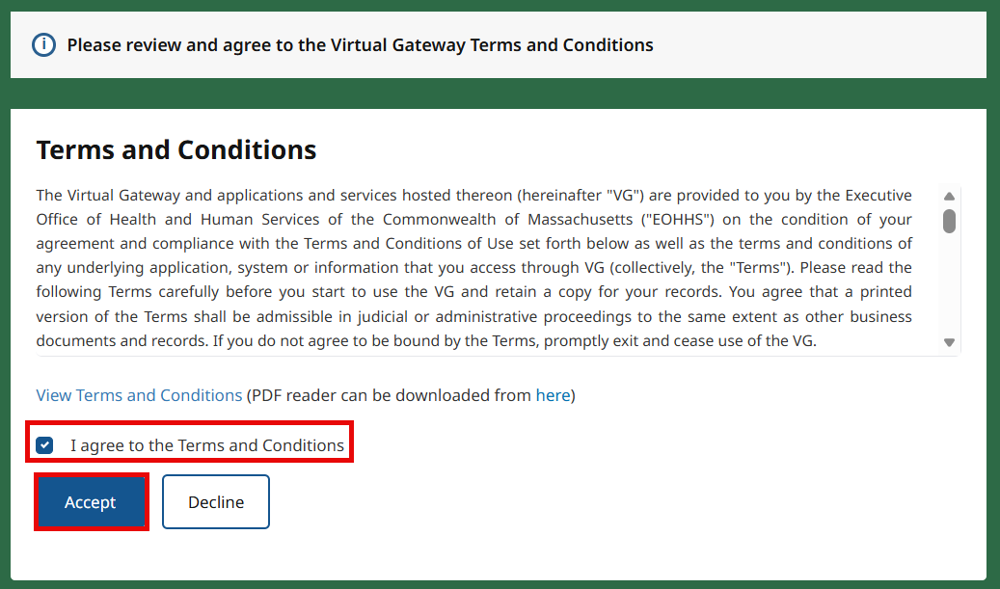 i Please review and agree to the Virtual Gateway Terms and Conditions
Terms and Conditions
The Virtual Gateway and applications and services hosted thereon (hereinafter "VG") are provided to you by the Executive
Office of Health and Human Services of the Commonwealth of Massachusetts ("EOHHS") on the condition of your
agreement and compliance with the Terms and Conditions of Use set forth below as well as the terms and conditions of
any underlying application, system or information that you access through VG (collectively, the "Terms"). Please read the
following Terms carefully before you start to use the VG and retain a copy for your records. You agree that a printed
version of the Terms shall be admissible in judicial or administrative proceedings to the same extent as other business
documents and records. If you do not agree to be bound by the Terms, promptly exit and cease use of the VG.
View Terms and Conditions (PDF reader can be downloaded from here)
I agree to the Terms and Conditions
Accept Decline